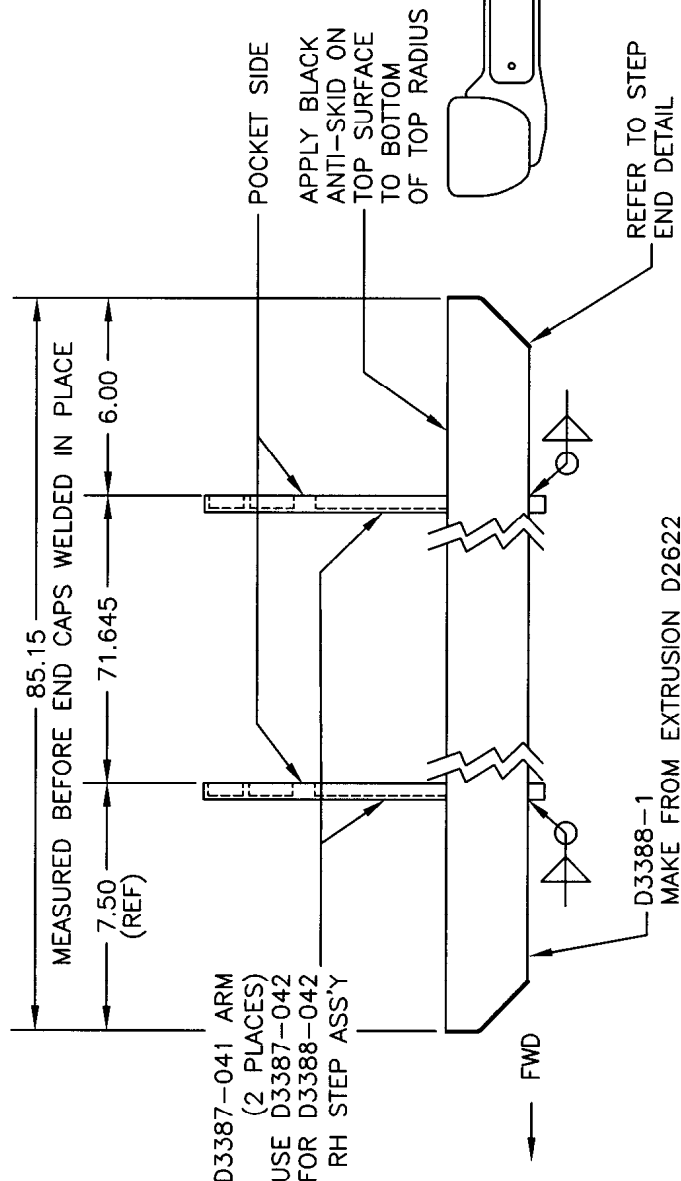 85.15
MEASURED BEFORE END CAPS WELDED IN PLACE
7.50
(REF)
71.645
6.00
POCKET SIDE
APPLY BLACK
ANTI-SKID ON
TOP SURFACE
TO BOTTOM
OF TOP RADIUS
D3387-041 ARM
(2 PLACES)
USE D3387-042
FOR D3388-042
RH STEP ASS'Y
FWD
D3388-1
MAKE FROM EXTRUSION D2622
REFER TO STEP
END DETAIL